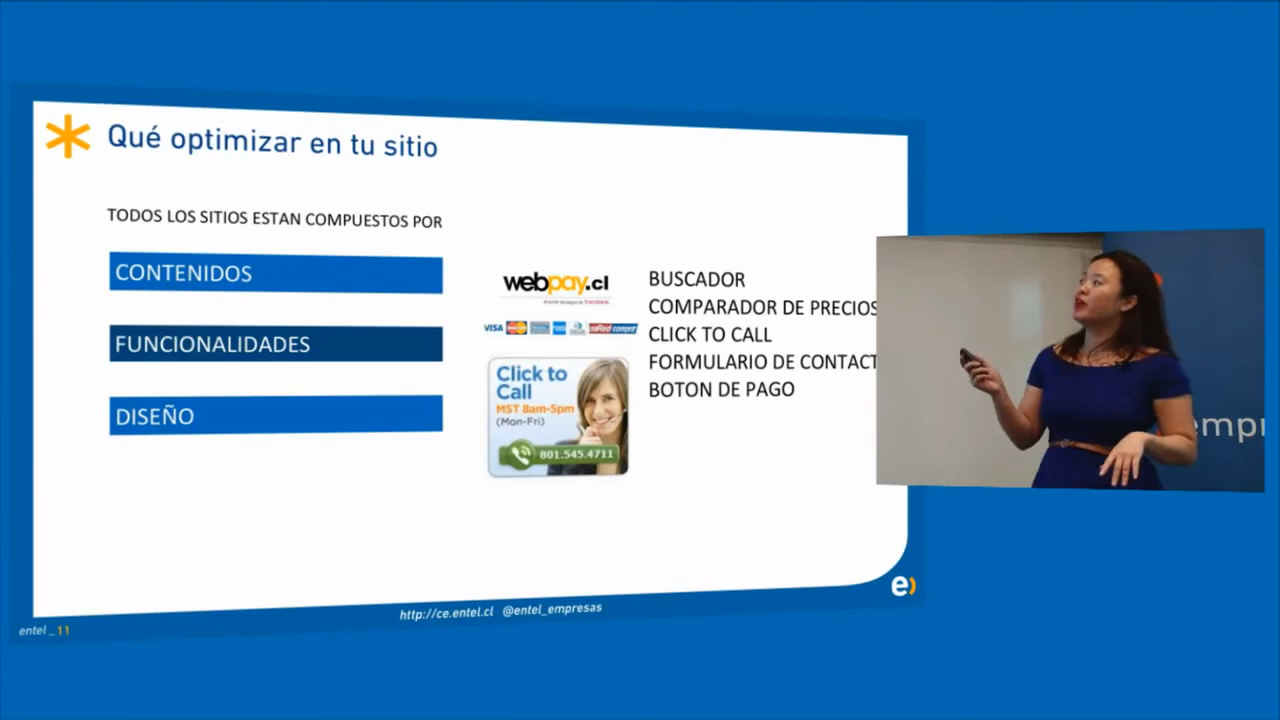 Qué optimizar en tu sitio
TODOS LOS SITIOS ESTAN COMPUESTOS POR
CONTENIDOS
FUNCIONALIDADES
DISEÑO
webpay.cl
VISA
Click to
Call
MST 8am-5pm
(Mon-Fri)
801.545.4711
BUSCADOR
COMPARADOR DE PRECIOS
CLICK TO CALL
FORMULARIO DE CONTACT
BOTON DE PAGO
empr
http://ce.entel.cl @entel_empresas
e)
entel_11